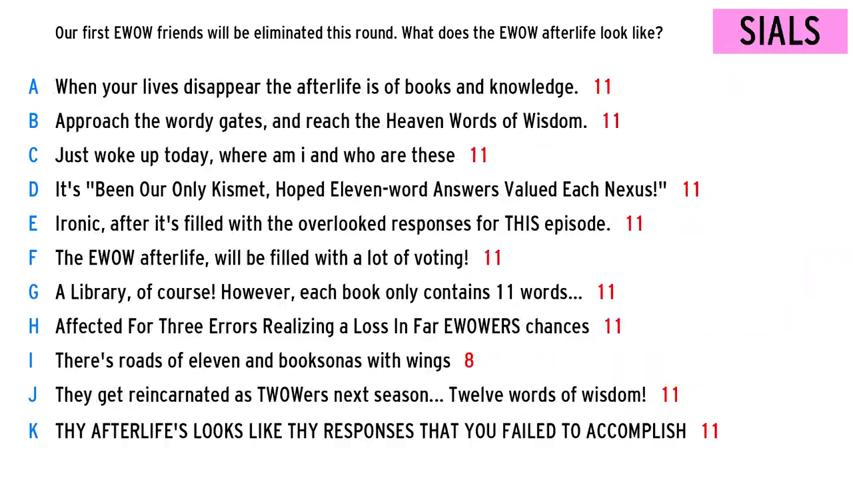 Our first EWOW friends will be eliminated this round. What does the EWOW afterlife look like?
SIALS
A When your lives disappear the afterlife is of books and knowledge. 11
B Approach the wordy gates, and reach the Heaven Words of Wisdom. 11
C Just woke up today, where am i and who are these 11
D It's "Been Our Only Kismet, Hoped Eleven-word Answers Valued Each Nexus!" 11
E Ironic, after it's filled with the overlooked responses for THIS episode. 11
F The EWOW afterlife, will be filled with a lot of voting! 11
G A Library, of course! However, each book only contains 11 words... 11
H Affected For Three Errors Realizing a Loss In Far EWOWERS chances 11
I There's roads of eleven and booksonas with wings 8
J They get reincarnated as TWOWers next season... Twelve words of wisdom! 11
K THY AFTERLIFE'S LOOKS LIKE THY RESPONSES THAT YOU FAILED TO ACCOMPLISH 11